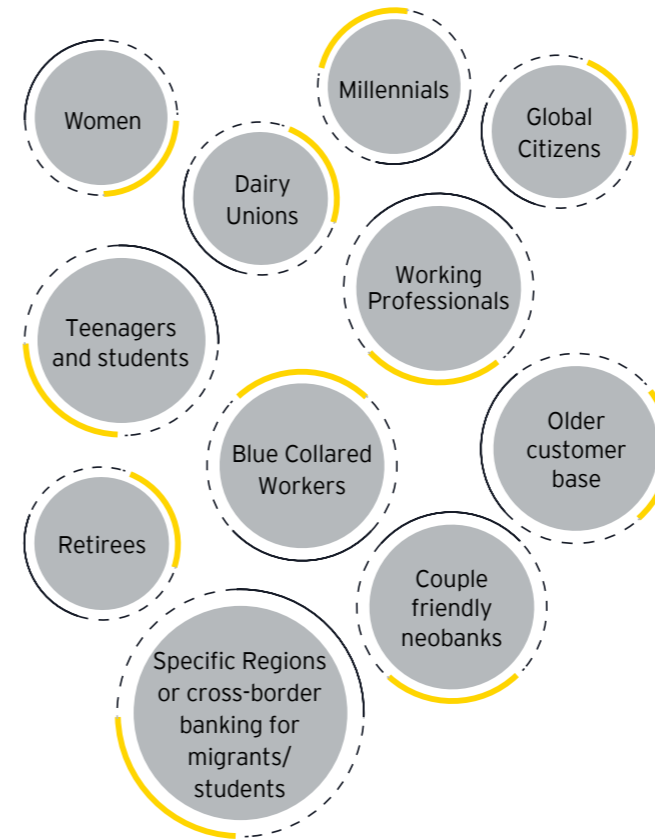 Women
Millennials
Global
Citizens
Dairy
Unions
Working
Professionals
Teenagers
and students
Blue Collared
Workers
Older
customer
base
Retirees
Couple
friendly
neobanks
Specific Regions
or cross-border
banking for
migrants/
students